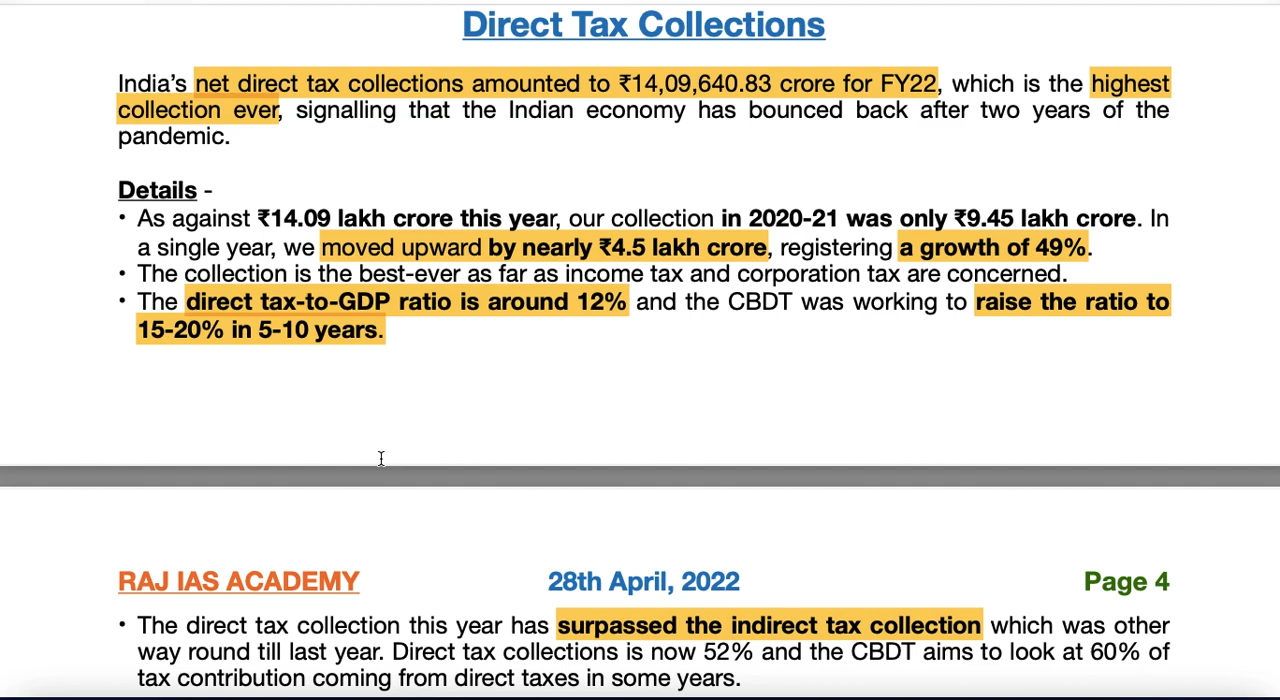 Direct Tax Collections
India's net direct tax collections amounted to ₹14,09,640.83 crore for FY22, which is the highest
collection ever, signalling that the Indian economy has bounced back after two years of the
pandemic.
Details -
• As against ₹14.09 lakh crore this year, our collection in 2020-21 was only ₹9.45 lakh crore. In
a single year, we moved upward by nearly ₹4.5 lakh crore, registering a growth of 49%.
• The collection is the best-ever as far as income tax and corporation tax are concerned.
• The direct tax-to-GDP ratio is around 12% and the CBDT was working to raise the ratio to
15-20% in 5-10 years.
RAJ IAS ACADEMY 28th April, 2022 Page 4
• The direct tax collection this year has surpassed the indirect tax collection which was other
way round till last year. Direct tax collections is now 52% and the CBDT aims to look at 60% of
tax contribution coming from direct taxes in some years.